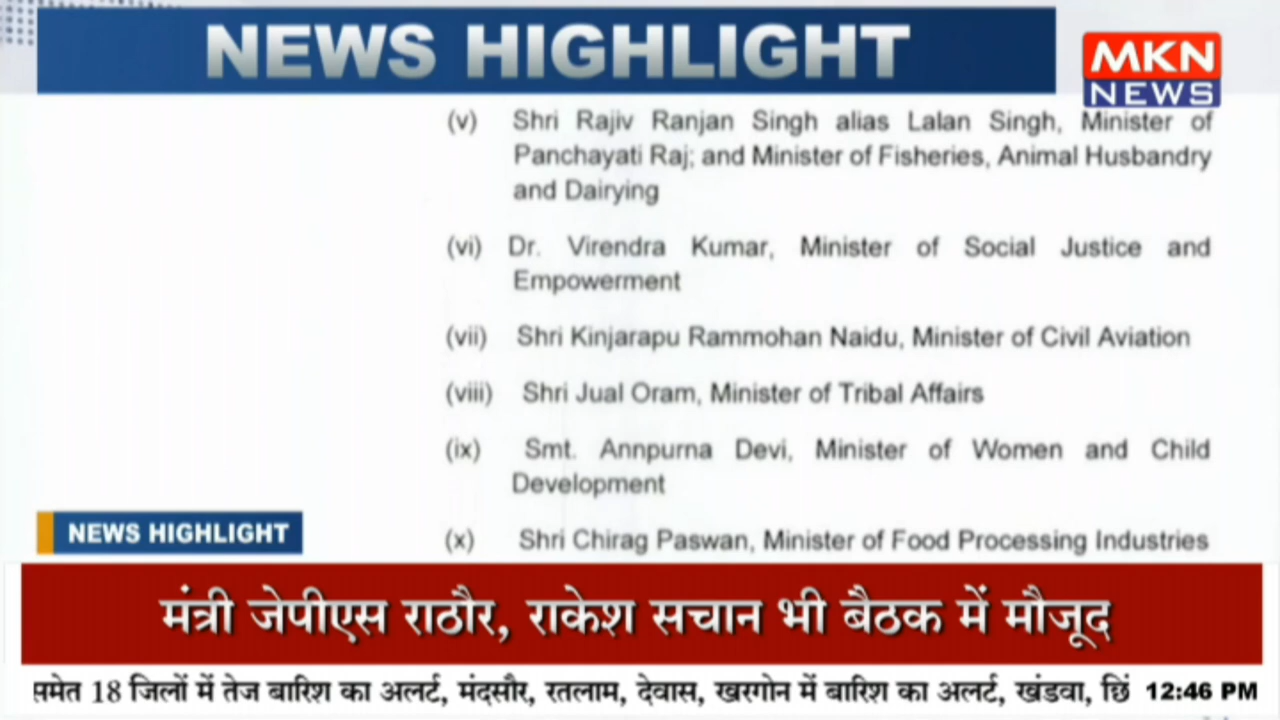 NEWS HIGHLIGHT
MKN
NEWS
(v) Shri Rajiv Ranjan Singh alias Lalan Singh, Minister of
Panchayati Raj; and Minister of Fisheries, Animal Husbandry
and Dairying
(vi) Dr. Virendra Kumar, Minister of Social Justice and
Empowerment
(vii) Shri Kinjarapu Rammohan Naidu, Minister of Civil Aviation
(viii) Shri Jual Oram, Minister of Tribal Affairs
(ix) Smt. Annpurna Devi, Minister of Women and Child
Development
(x) Shri Chirag Paswan, Minister of Food Processing Industries
NEWS HIGHLIGHT
मंत्री जेपीएस राठौर, राकेश सचान भी बैठक में मौजूद
समेत 18 जिलों में तेज बारिश का अलर्ट, मंदसौर, रतलाम, देवास, खरगोन में बारिश का अलर्ट, खंडवा, छिं 12:46 PM